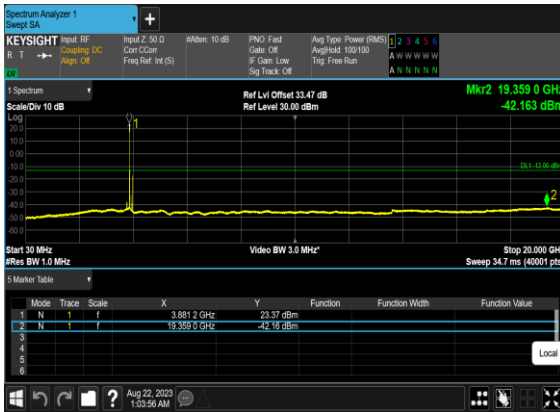 Spectrum Analyzer 1
Swept SA
+
KEYSIGHT Input: RF Input Z: 50 Ω #Atten: 10 dB PNO: Fast Avg Type: Power (RMS) 1 2 3 4 5 6
R T Coupling: DC Corr CCorr Gate: Off Avg|Hold: 100/100 A W W W W W
Align: Off Freq Ref: Int (S) IF Gain: Low Trig: Free Run
Sig Track: Off A N N N N N
1 Spectrum Ref Lvl Offset 33.47 dB Mkr2 19.359 0 GHz
Scale/Div 10 dB Ref Level 30.00 dBm -42.163 dBm
Log
20.0
10.0
0.00
-10.0 DL1 -13.00 dBm
-20.0
-30.0
-40.0
-50.0
-60.0
1
2
Start 30 MHz Video BW 3.0 MHz* Stop 20.000 GHz
#Res BW 1.0 MHz Sweep 34.7 ms (40001 pts)
5 Marker Table
Mode Trace Scale X Y Function Function Width Function Value
1 N 1 f 3.881 2 GHz 23.37 dBm
2 N 1 f 19.359 0 GHz -42.16 dBm
3
4
5
6
Local
? Aug 22, 2023
1:03:56 AM